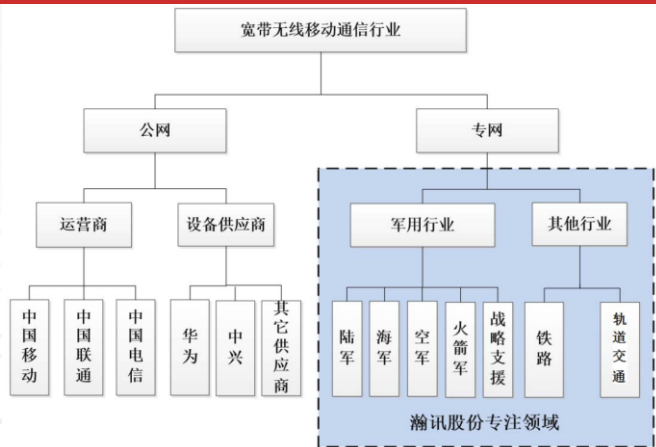 宽带无线移动通信行业
公网
专网
运营商
设备供应商
军用行业
其他行业
中国移动
中国联通
中国电信
华为
中兴
其它供应商
陆军
海军
空军
火箭军
战略支援
铁路
轨道交通
瀚讯股份专注领域